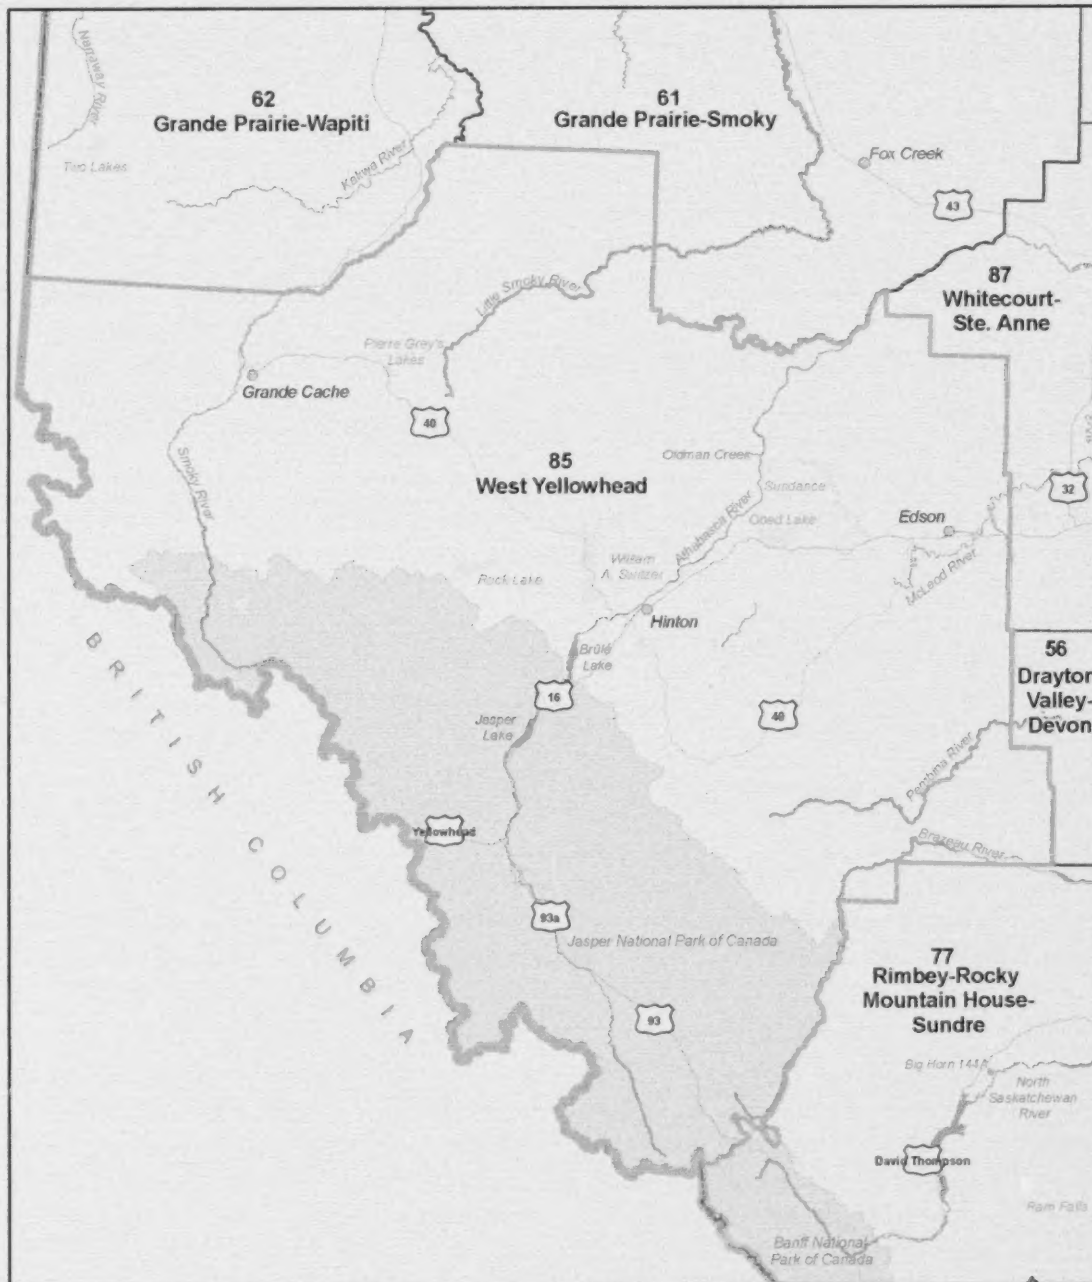 Narraway River
62
Grande Prairie-Wapiti
Two Lakes
Kakwa River
61
Grande Prairie-Smoky
Fox Creek
43
87
Whitecourt-
Ste. Anne
Little Smoky River
Pierre Grey's
Lakes
Grande Cache
40
Smoky River
85
West Yellowhead
Oldman Creek
Sundance
Obed Lake
Athabasca River
32
Edson
McLeod River
William
A. Switzer
Rock Lake
Hinton
Brûlé
Lake
16
Jasper
Lake
40
56
Drayton
Valley-
Devon
Pembina River
Brazeau River
BRITISH COLUMBIA
Yellowhead
93a
Jasper National Park of Canada
93
77
Rimbey-Rocky
Mountain House-
Sundre
Big Horn 144A
North
Saskatchewan
River
David Thompson
Ram Falls
Banff National
Park of Canada